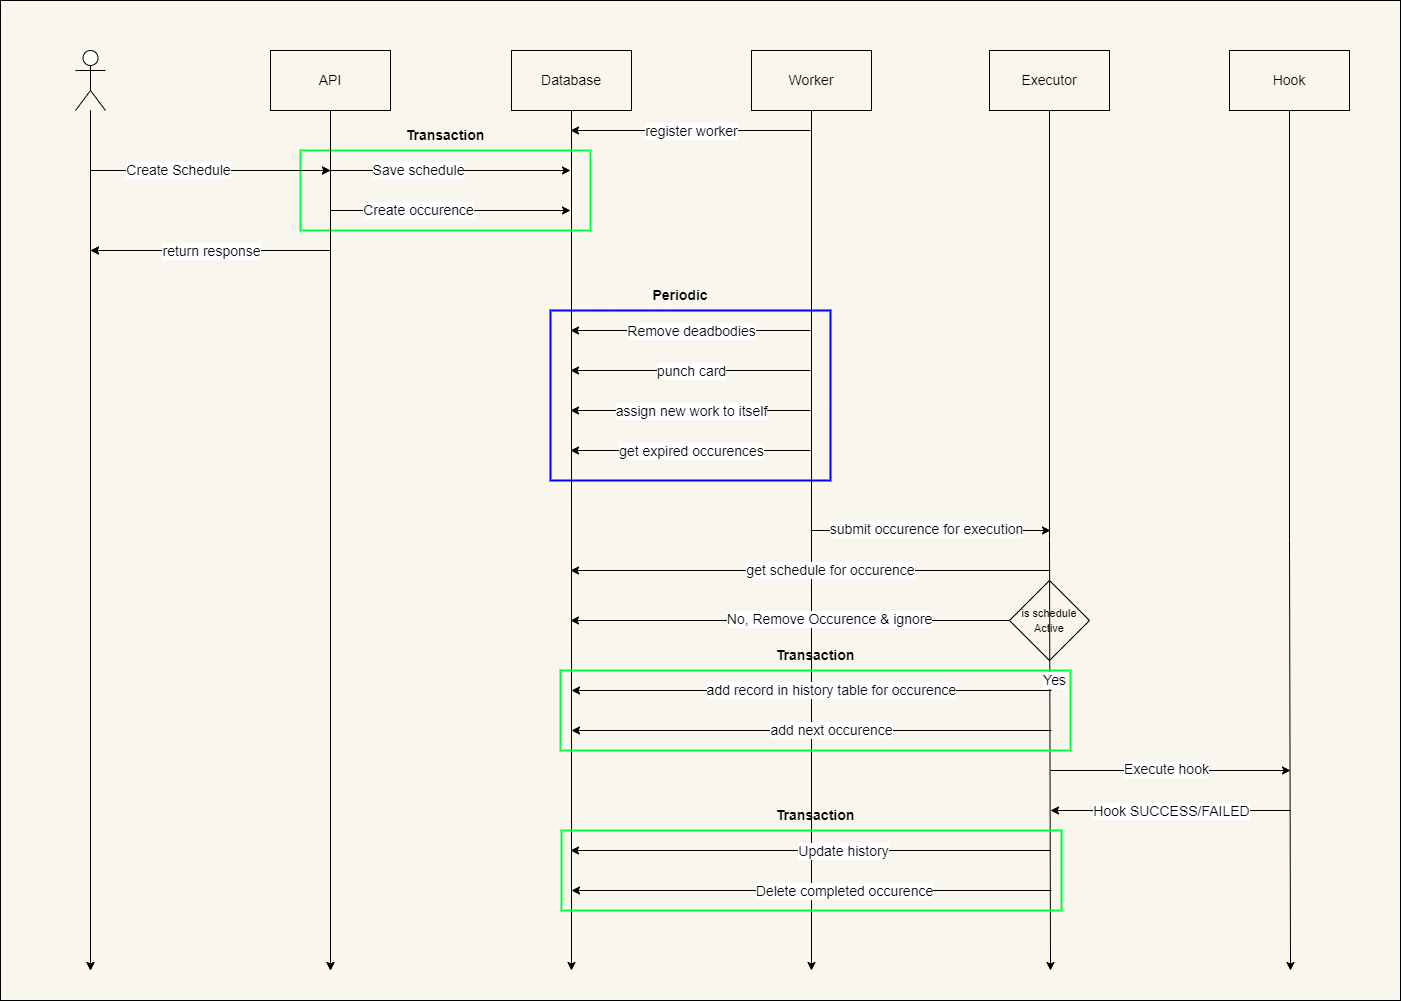 API
Database
Worker
Executor
Hook
register worker
Transaction
Create Schedule
Save schedule
Create occurence
return response
Periodic
Remove deadbodies
punch card
assign new work to itself
get expired occurences
submit occurence for execution
get schedule for occurence
is schedule
Active
No, Remove Occurence & ignore
Transaction
Yes
add record in history table for occurence
add next occurence
Execute hook
Hook SUCCESS/FAILED
Transaction
Update history
Delete completed occurence